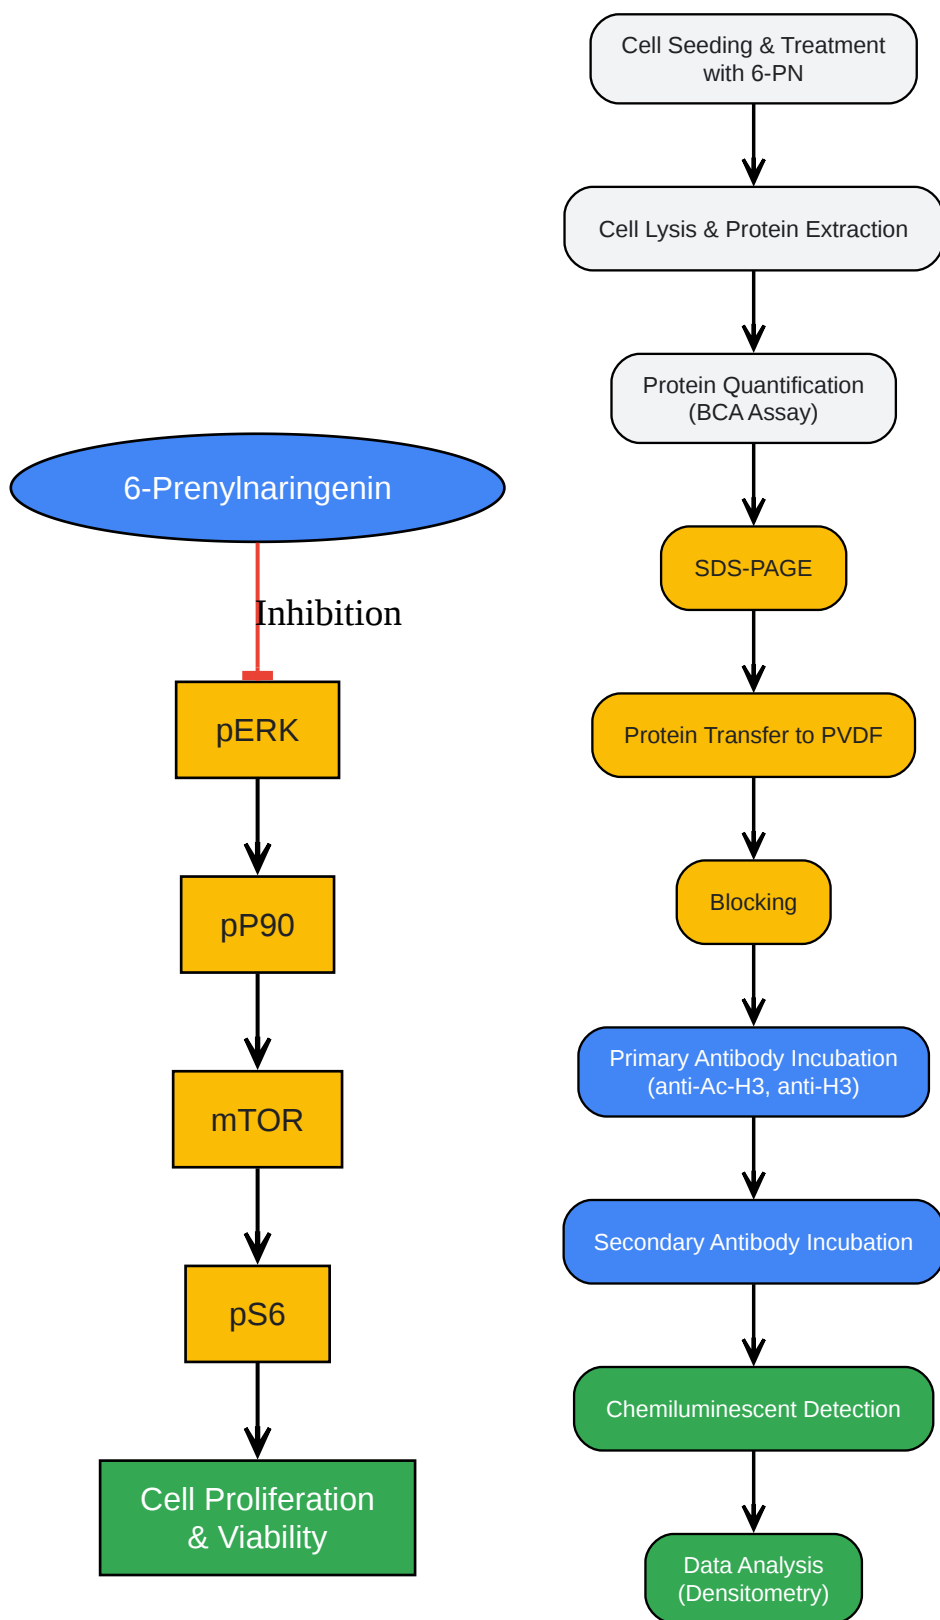 6-Prenylnaringenin
Inhibition
pERK
pP90
mTOR
pS6
Cell Proliferation
& Viability
Cell Seeding & Treatment
with 6-PN
Cell Lysis & Protein Extraction
Protein Quantification
(BCA Assay)
SDS-PAGE
Protein Transfer to PVDF
Blocking
Primary Antibody Incubation
(anti-Ac-H3, anti-H3)
Secondary Antibody Incubation
Chemiluminescent Detection
Data Analysis
(Densitometry)